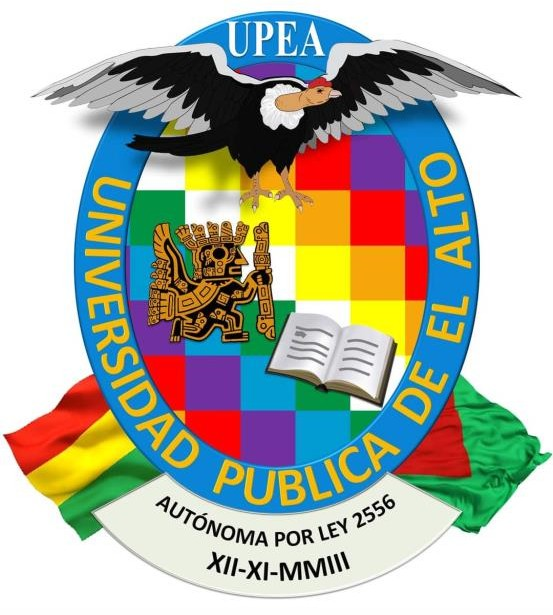 UPEA
UNIVERSIDAD PUBLICA DE EL ALTO
AUTÓNOMA POR LEY 2556
XII-XI-MMIII